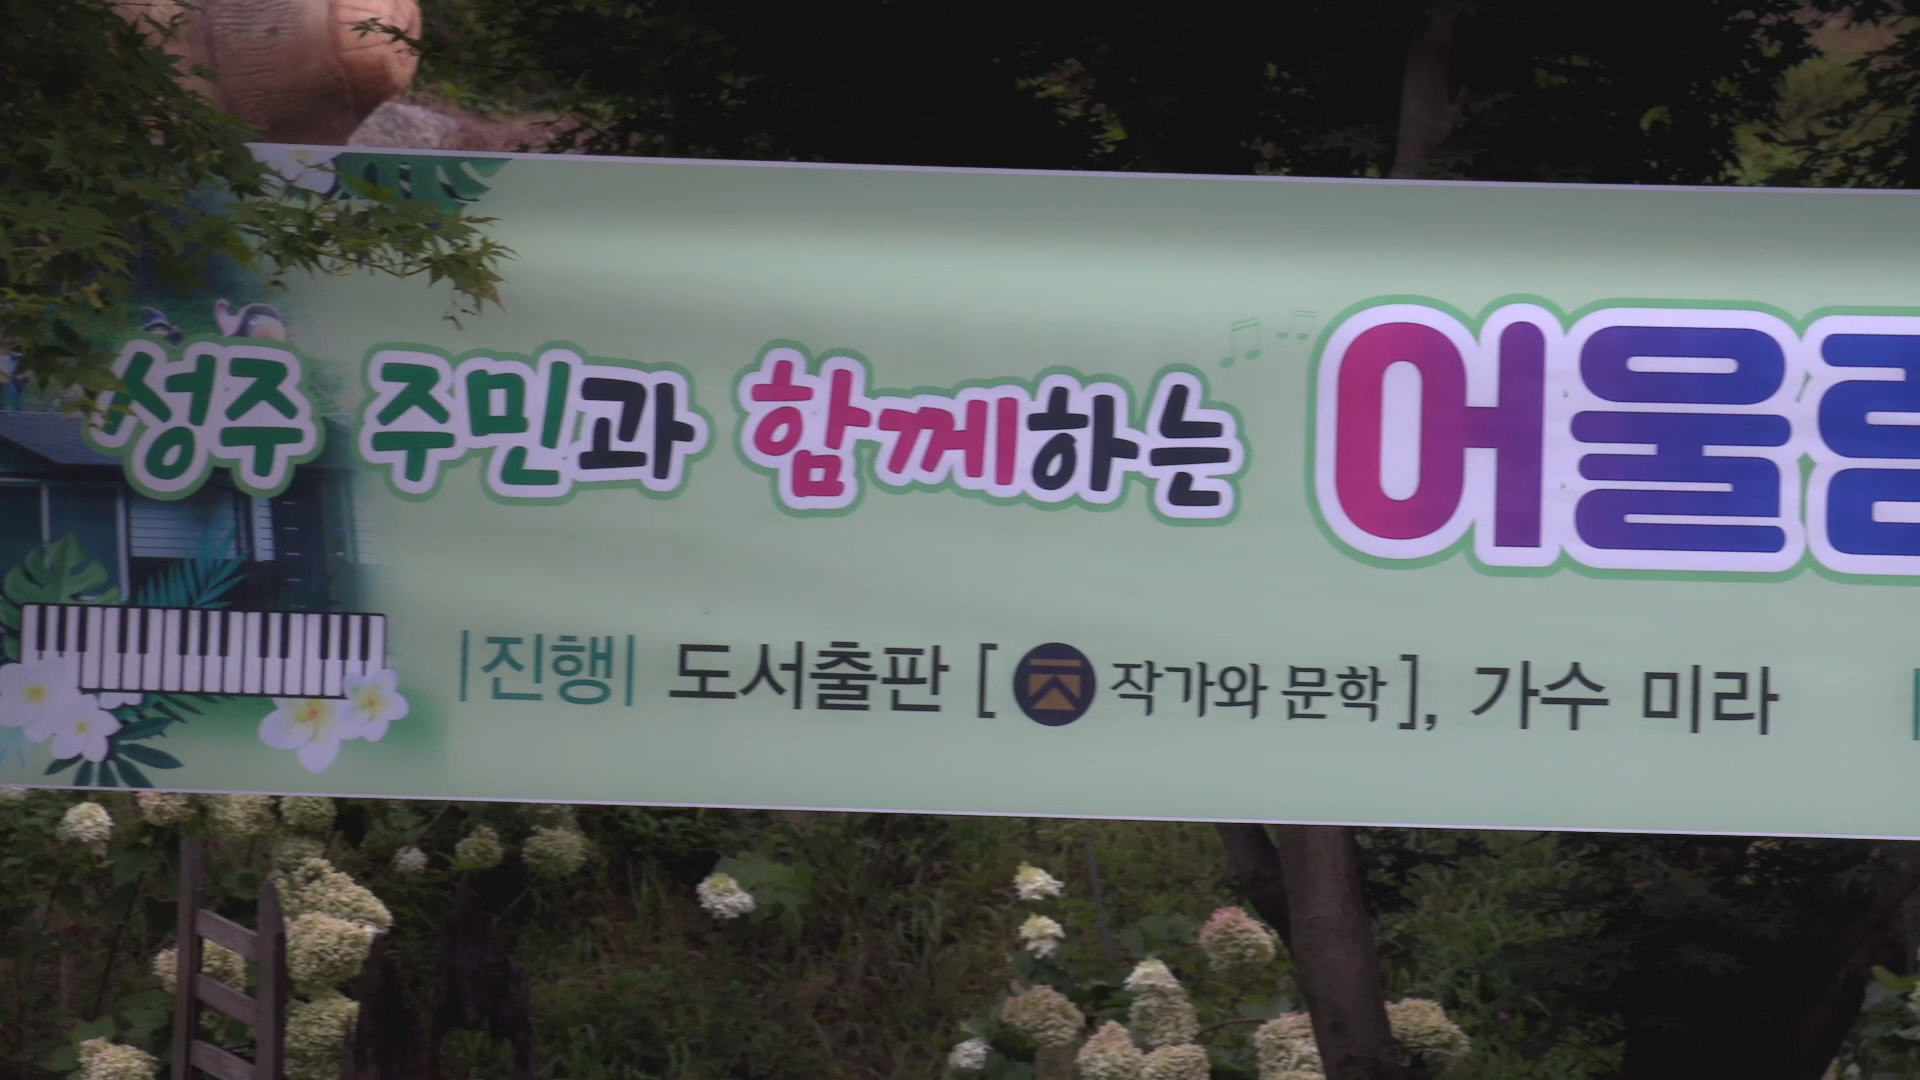 성주 주민과 함께하는 어울림
|진행| 도서출판 [ 작가와 문학 ], 가수 미라